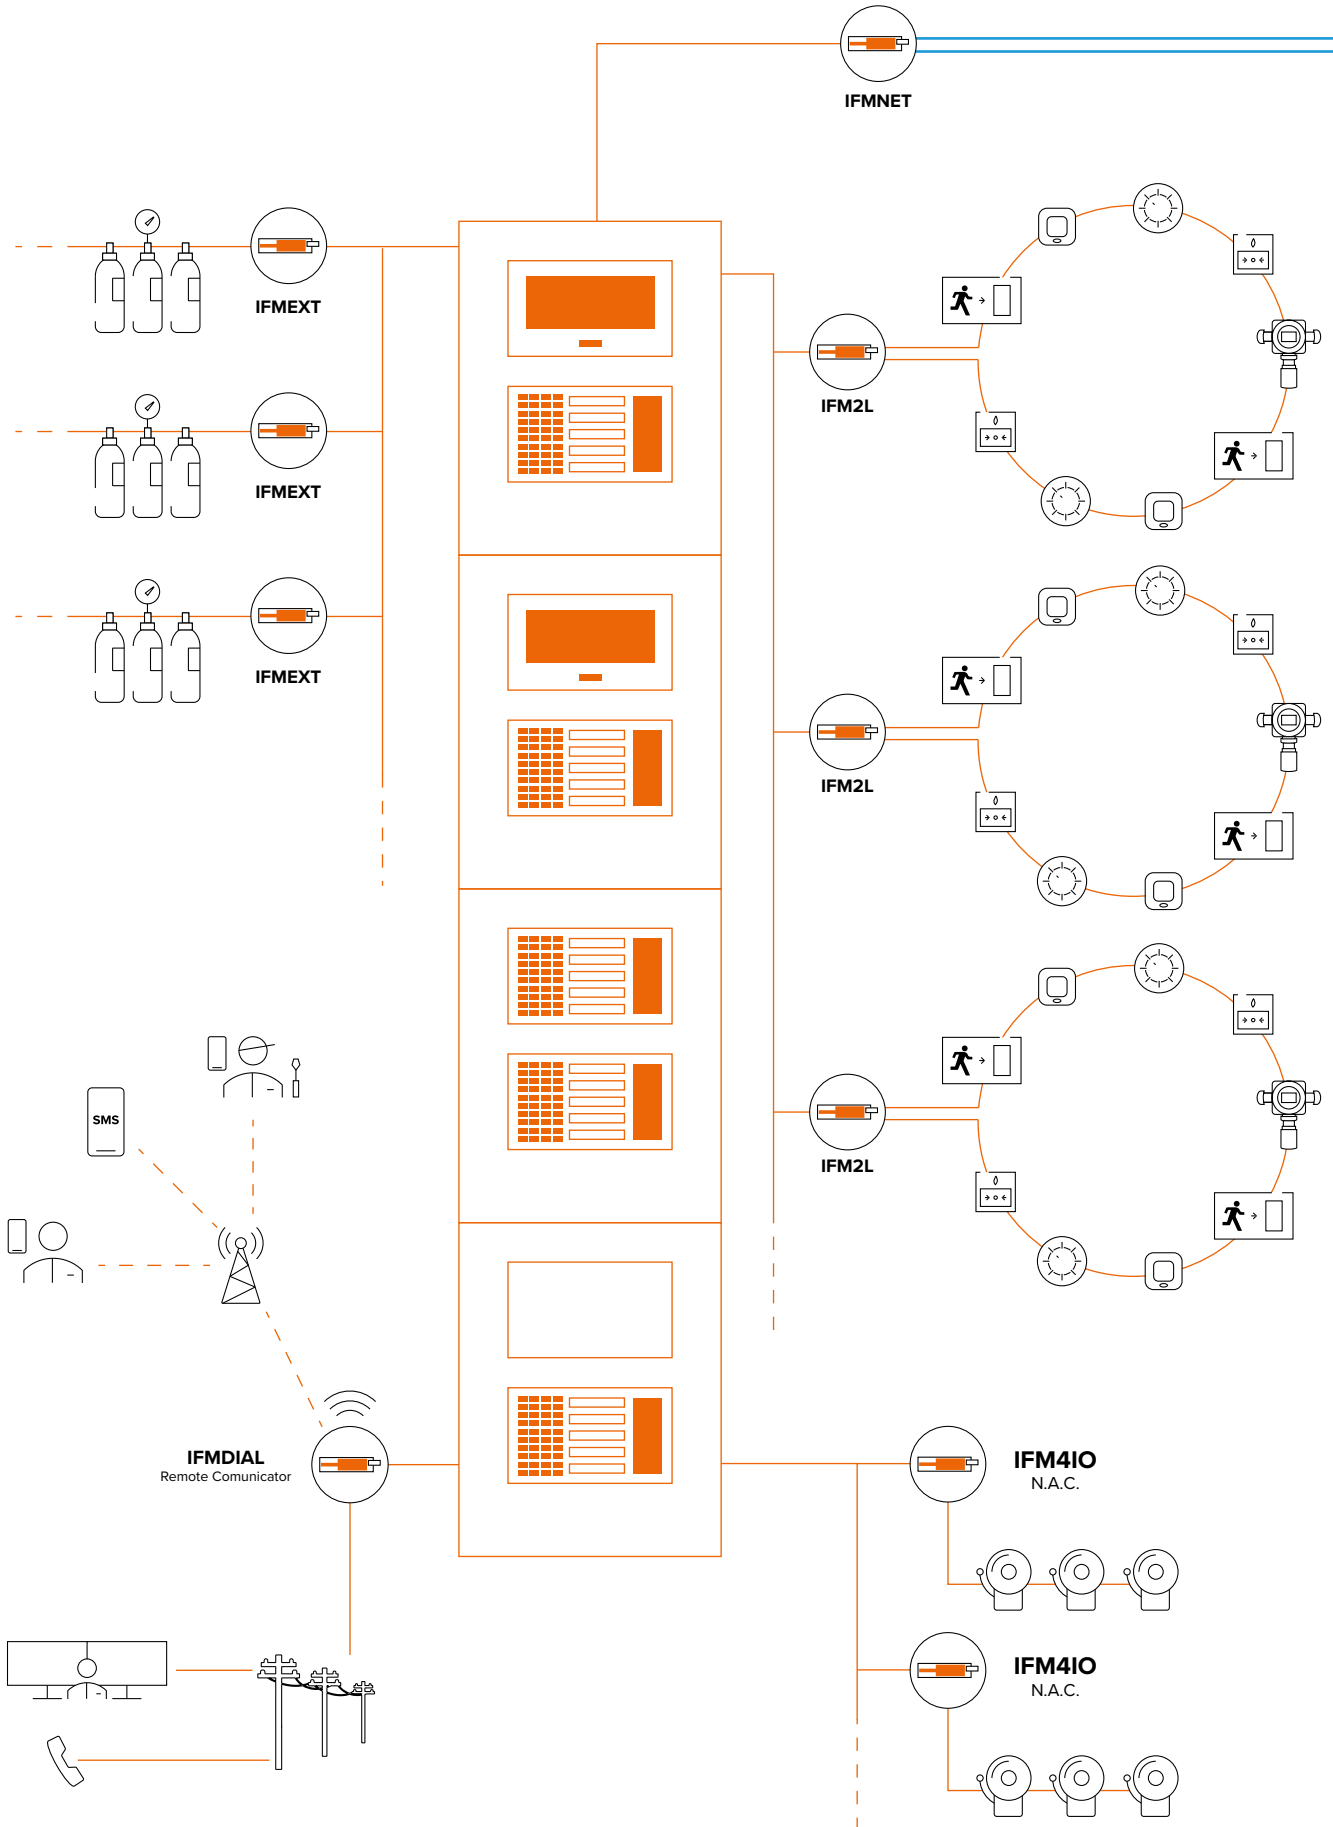 IFMNET
IFMEXT
IFM2L
IFMEXT
IFMEXT
IFM2L
SMS
IFM2L
IFMDIAL
Remote Comunicator
IFM4IO
N.A.C.
IFM4IO
N.A.C.